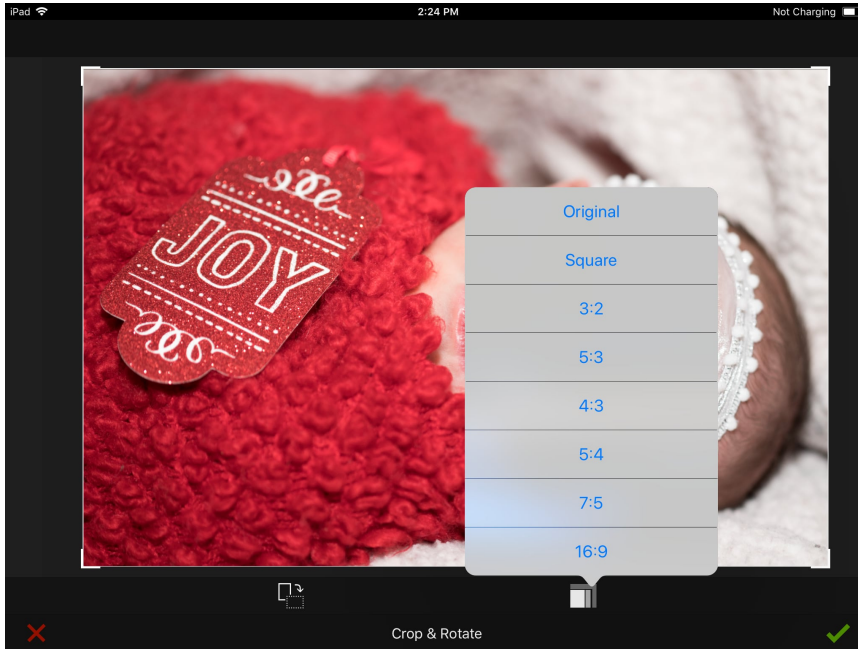 iPad 2:24 PM Not Charging
JOY
Original
Square
3:2
5:3
4:3
5:4
7:5
16:9
Crop & Rotate